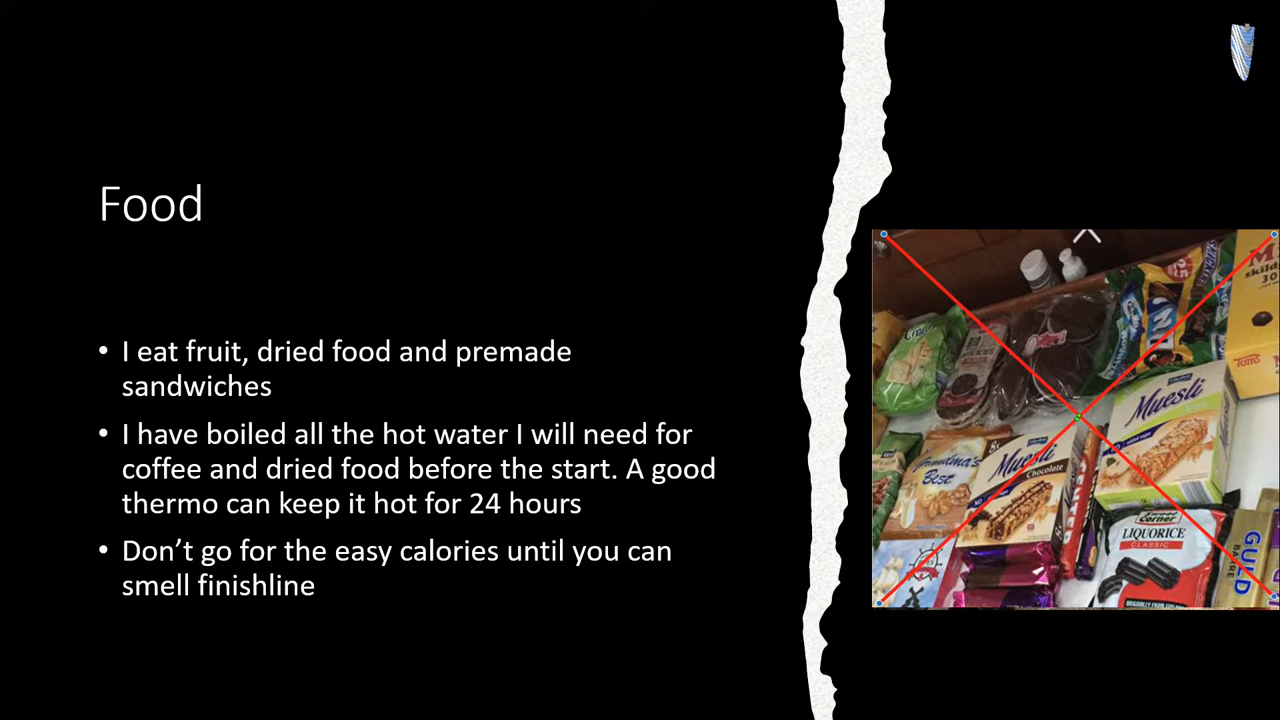 Food
• I eat fruit, dried food and premade
sandwiches
• I have boiled all the hot water I will need for
coffee and dried food before the start. A good
thermo can keep it hot for 24 hours
• Don’t go for the easy calories until you can
smell finishline
Muesli
Grandma's
Best
Muesli
Chocolate
Sweet
Corner
LIQUORICE
CLASSIC
GULD
BARRE